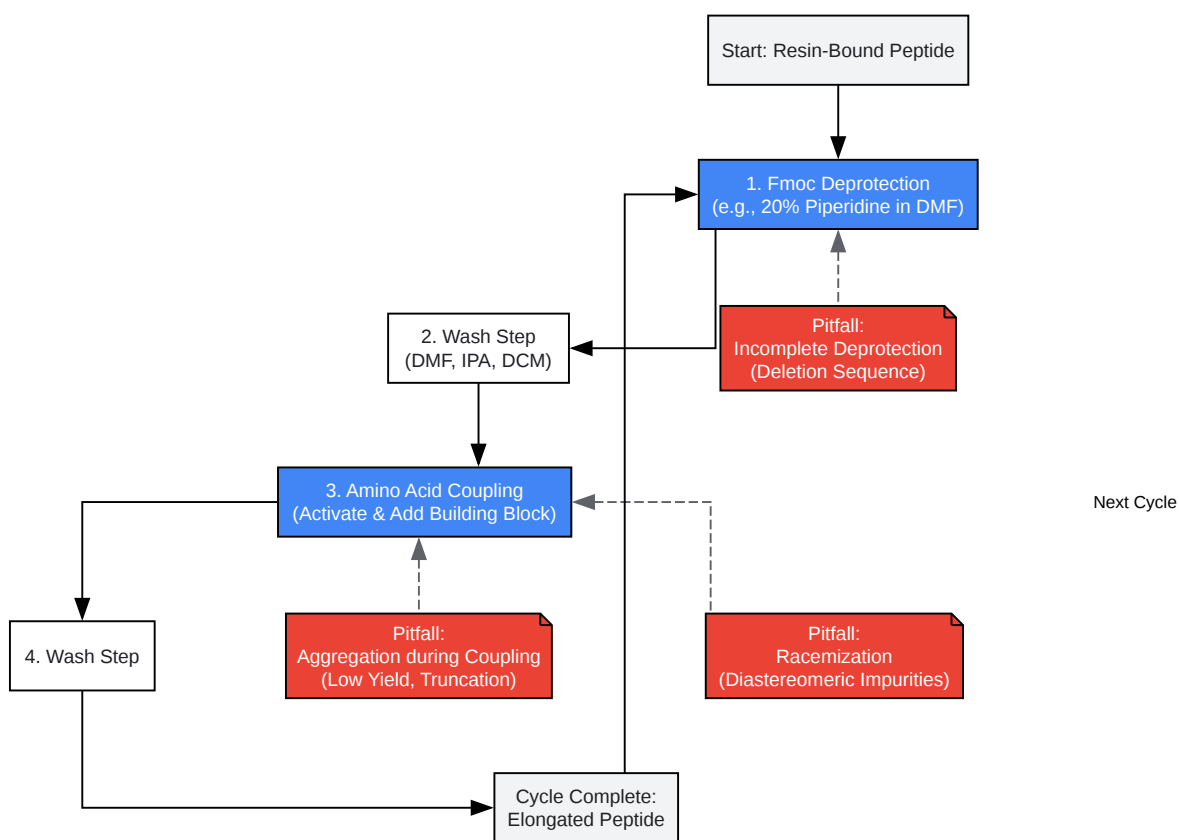 Start: Resin-Bound Peptide
1. Fmoc Deprotection
(e.g., 20% Piperidine in DMF)
2. Wash Step
(DMF, IPA, DCM)
Pitfall:
Incomplete Deprotection
(Deletion Sequence)
3. Amino Acid Coupling
(Activate & Add Building Block)
Next Cycle
4. Wash Step
Pitfall:
Aggregation during Coupling
(Low Yield, Truncation)
Pitfall:
Racemization
(Diastereomeric Impurities)
Cycle Complete:
Elongated Peptide